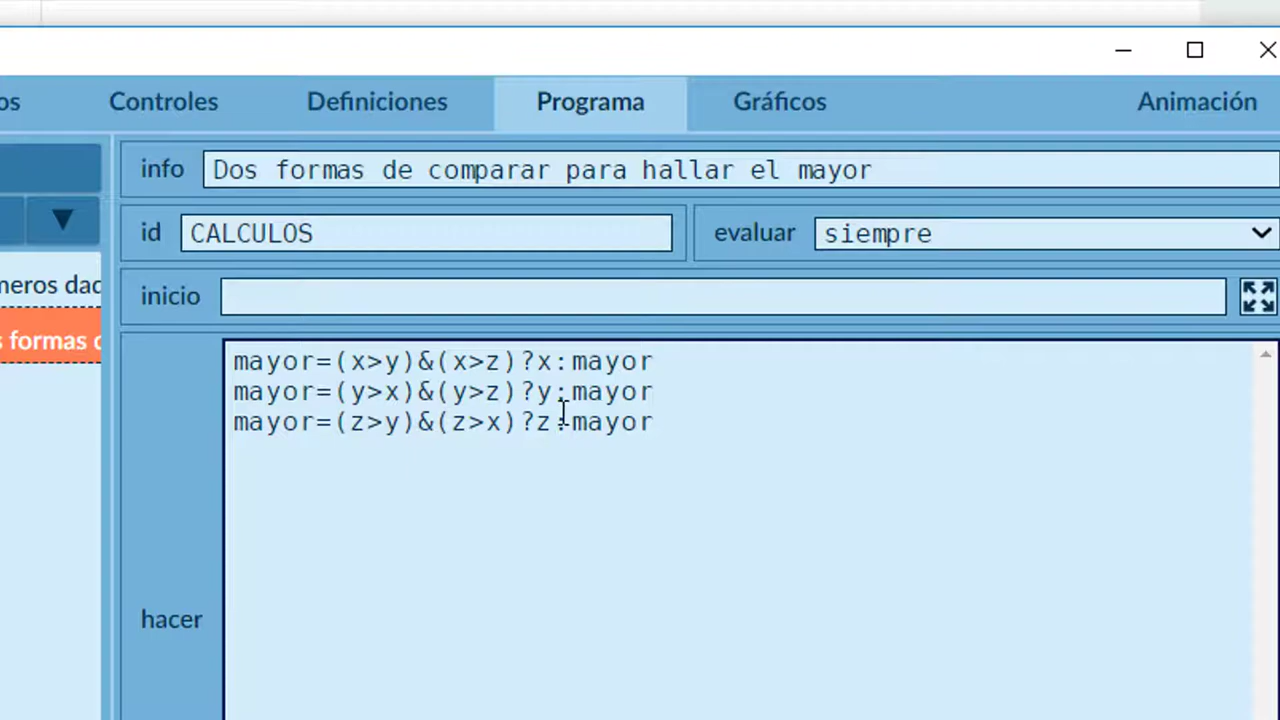 os Controles Definiciones Programa Gráficos Animación
info Dos formas de comparar para hallar el mayor
id CALCULOS evaluar siempre
meros dad
inicio
s formas d
mayor=(x>y)&(x>z)?x:mayor
mayor=(y>x)&(y>z)?y:mayor
mayor=(z>y)&(z>x)?z:mayor
hacer